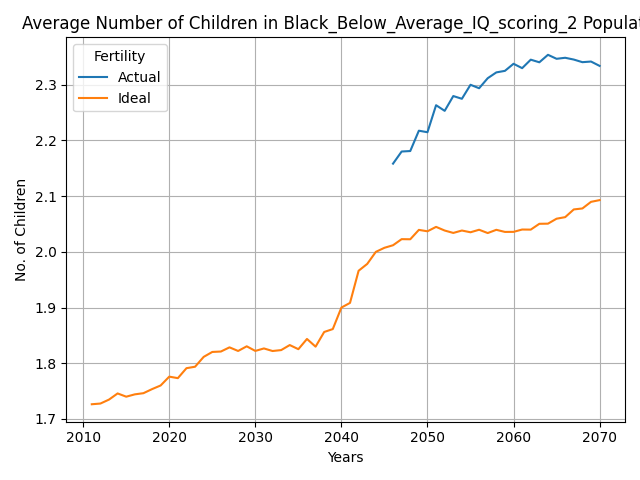 Average Number of Children in Black_Below_Average_IQ_scoring_2 Populat
Fertility
Actual
Ideal
No. of Children
2.3
2.2
2.1
2.0
1.9
1.8
1.7
2010 2020 2030 2040 2050 2060 2070
Years